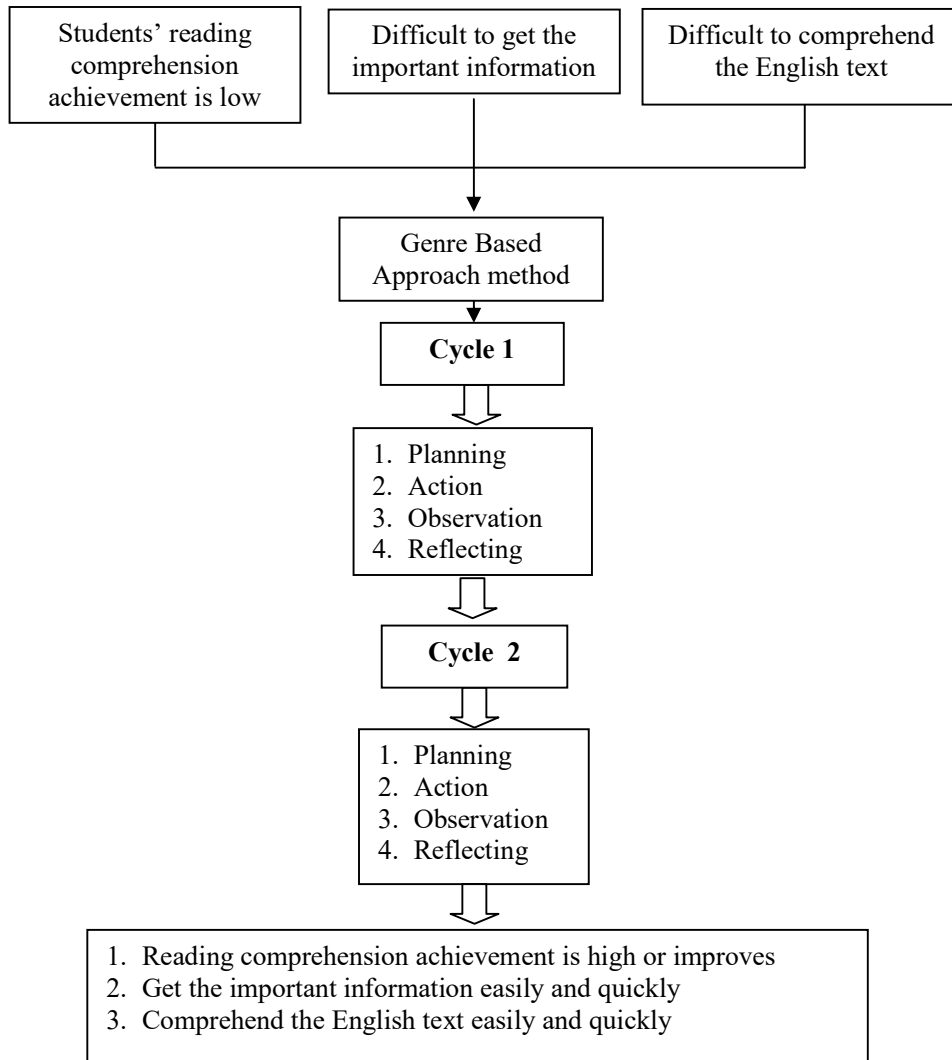 Students’ reading
comprehension
achievement is low
Difficult to get the
important information
Difficult to comprehend
the English text
Genre Based
Approach method
Cycle 1
1. Planning
2. Action
3. Observation
4. Reflecting
Cycle 2
1. Planning
2. Action
3. Observation
4. Reflecting
1. Reading comprehension achievement is high or improves
2. Get the important information easily and quickly
3. Comprehend the English text easily and quickly